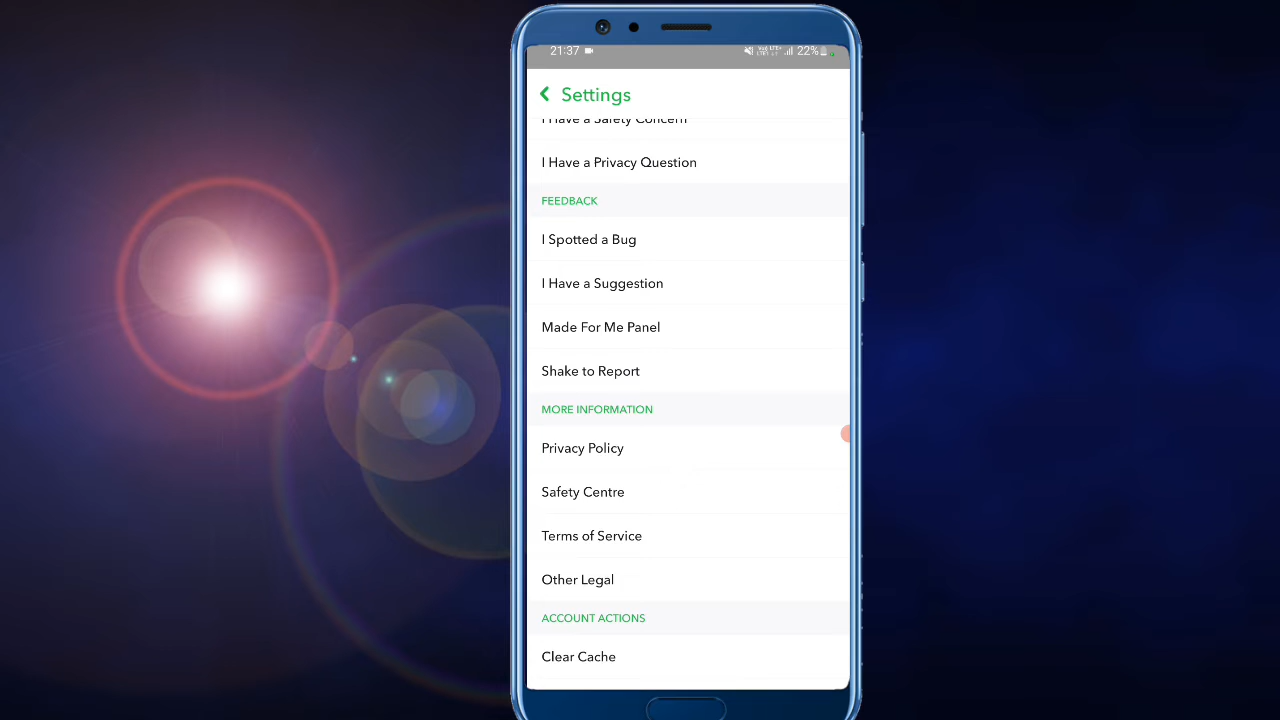 21:37
22%
Settings
I Have a Safety Concern
I Have a Privacy Question
FEEDBACK
I Spotted a Bug
I Have a Suggestion
Made For Me Panel
Shake to Report
MORE INFORMATION
Privacy Policy
Safety Centre
Terms of Service
Other Legal
ACCOUNT ACTIONS
Clear Cache